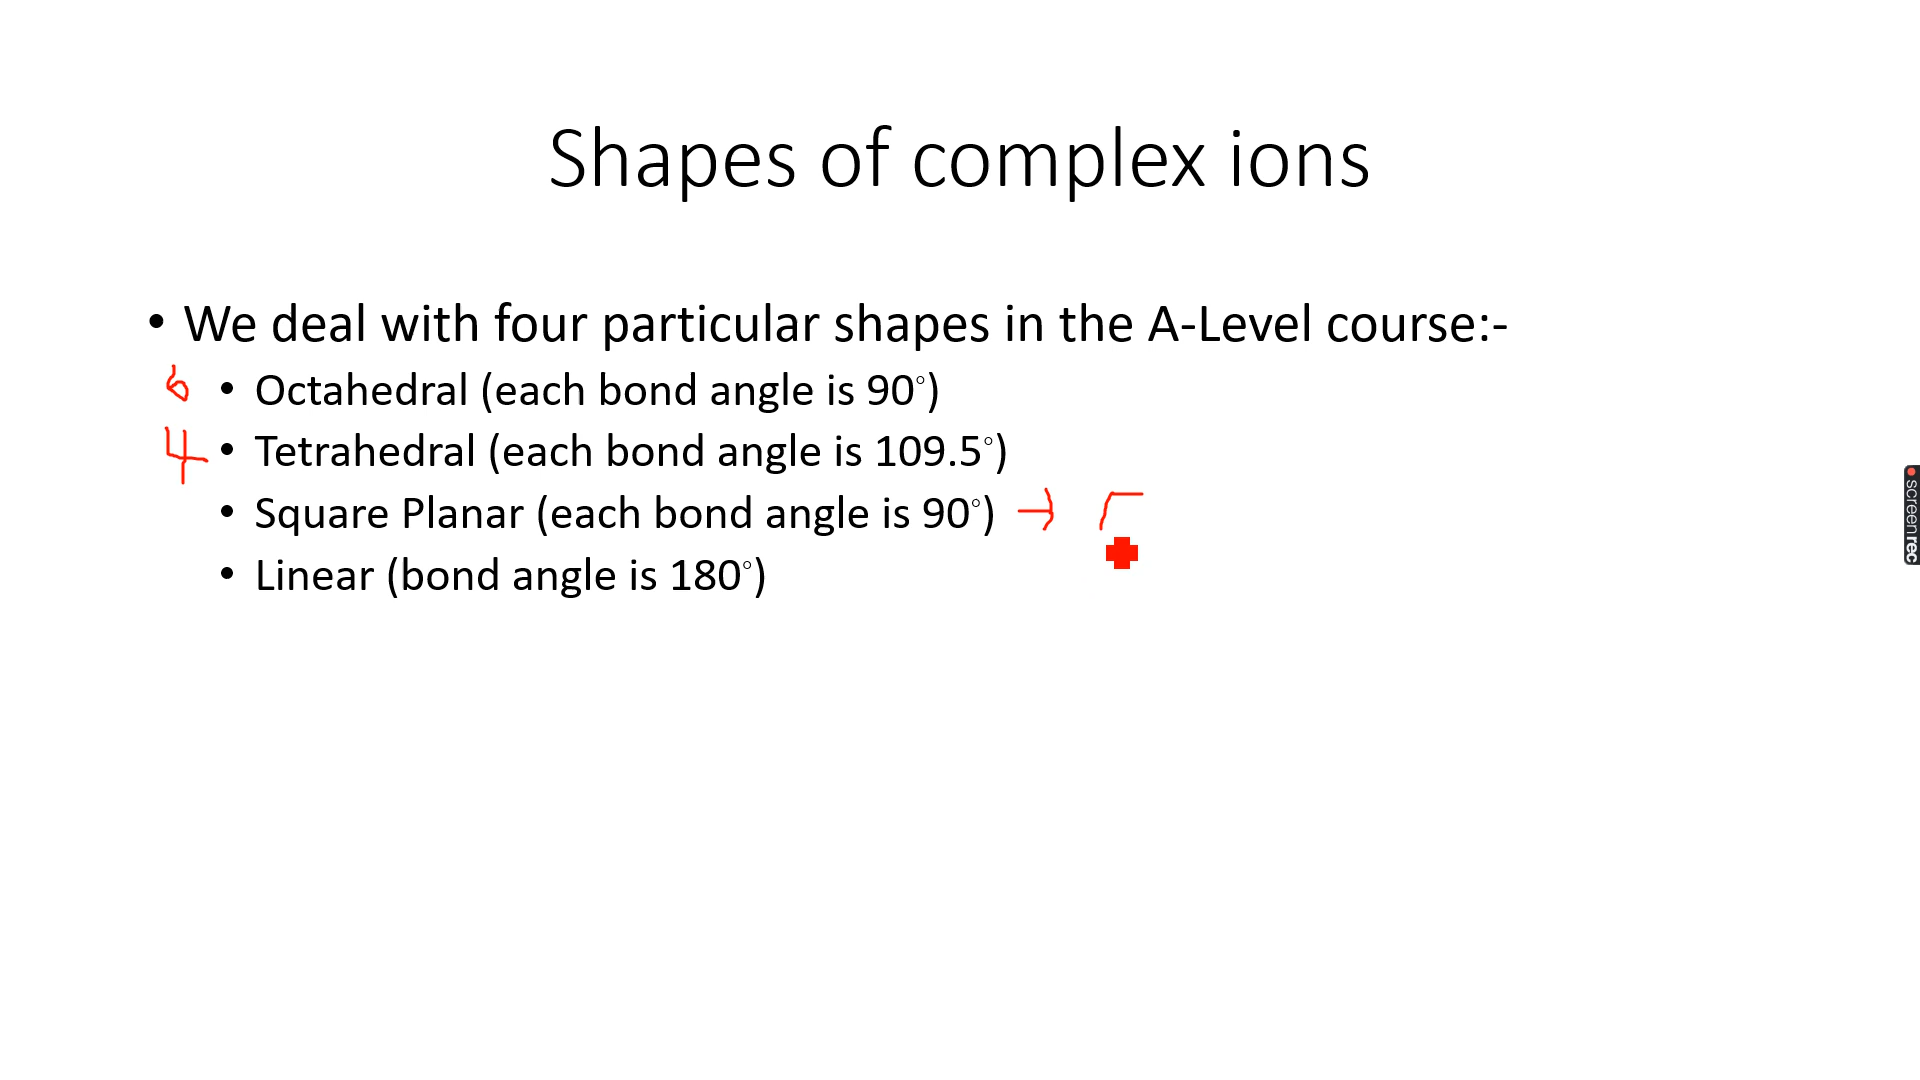 Shapes of complex ions
• We deal with four particular shapes in the A-Level course:-
6 • Octahedral (each bond angle is 90°)
4 • Tetrahedral (each bond angle is 109.5°)
• Square Planar (each bond angle is 90°) →
• Linear (bond angle is 180°)
screenrec